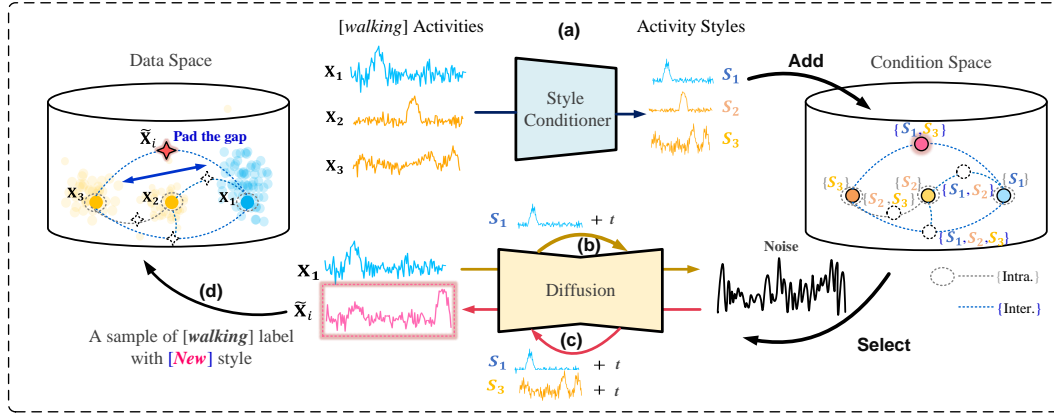 [walking] Activities
(a)
Activity Styles
Data Space
X₁
X₂
X₃
Style
Conditioner
S₁
S₂
S₃
Add
Condition Space
X̃ᵢ
Pad the gap
X₃
X₂
X₁
{S₁,S₃}
{S₃}
{S₂,S₃}
{S₂}
{S₁,S₂}
{S₁}
{S₁,S₂,S₃}
S₁ + t
(b)
X₁
Diffusion
Noise
{Intra.}
{Inter.}
(d)
X̃ᵢ
(c)
A sample of [walking] label
with [New] style
S₁ + t
S₃ + t
Select